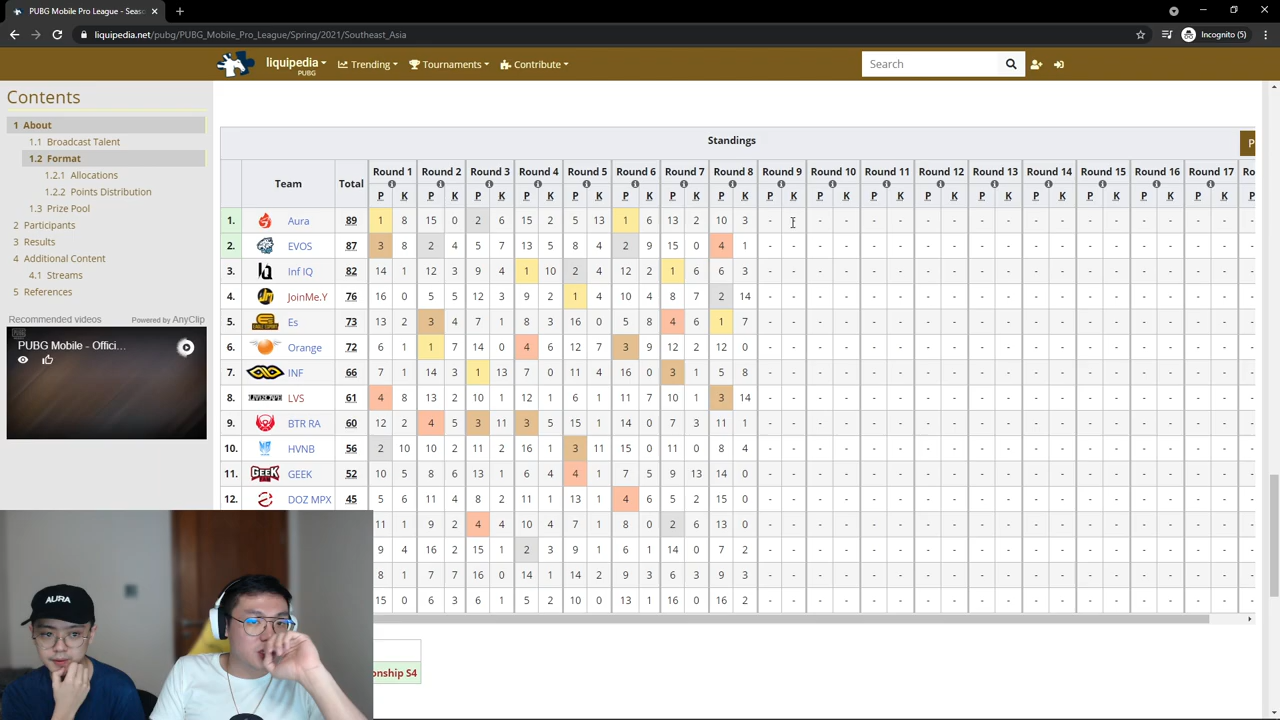 PUBG Mobile Pro League - Seaso
Incognito (5)
liquipedia.net/pubg/PUBG_Mobile_Pro_League/Spring/2021/Southeast_Asia
liquipedia
PUBG
Trending
Tournaments
Contribute
Search
Contents
1 About
1.1 Broadcast Talent
1.2 Format
1.2.1 Allocations
1.2.2 Points Distribution
1.3 Prize Pool
2 Participants
3 Results
4 Additional Content
4.1 Streams
5 References
Recommended videos Powered by AnyClip
PUBG Mobile - Offici...
AURA
Standings
P
Team Total Round 1 Round 2 Round 3 Round 4 Round 5 Round 6 Round 7 Round 8 Round 9 Round 10 Round 11 Round 12 Round 13 Round 14 Round 15 Round 16 Round 17 Ro
P K P K P K P K P K P K P K P K P K P K P K P K P K P K P K P K P K
1. Aura 89 1 8 15 0 2 6 15 2 5 13 1 6 13 2 10 3 - - - - - - - - - - - - - - - - - - -
2. EVOS 87 3 8 2 4 5 7 13 5 8 4 2 9 15 0 4 1 - - - - - - - - - - - - - - - - - - -
3. Inf IQ 82 14 1 12 3 9 4 1 10 2 4 12 2 1 6 6 3 - - - - - - - - - - - - - - - - - - -
4. JoinMe.Y 76 16 0 5 5 12 3 9 2 1 4 10 4 8 7 2 14 - - - - - - - - - - - - - - - - - - -
5. Es 73 13 2 3 4 7 1 8 3 16 0 5 8 4 6 1 7 - - - - - - - - - - - - - - - - - - -
6. Orange 72 6 1 1 7 14 0 4 6 12 7 3 9 12 2 12 0 - - - - - - - - - - - - - - - - - - -
7. INF 66 7 1 14 3 1 13 7 0 11 4 16 0 3 1 5 8 - - - - - - - - - - - - - - - - - - -
8. LVS 61 4 8 13 2 10 1 12 1 6 1 11 7 10 1 3 14 - - - - - - - - - - - - - - - - - - -
9. BTR RA 60 12 2 4 5 3 11 3 5 15 1 14 0 7 3 11 1 - - - - - - - - - - - - - - - - - - -
10. HVNB 56 2 10 10 2 11 2 16 1 3 11 15 0 11 0 8 4 - - - - - - - - - - - - - - - - - - -
11. GEEK 52 10 5 8 6 13 1 6 3 4 1 7 5 9 13 14 0 - - - - - - - - - - - - - - - - - - -
12. DOZ MPX 45 5 6 11 4 8 2 11 1 13 1 4 6 5 2 15 0 - - - - - - - - - - - - - - - - - - -
11 1 9 2 4 4 10 4 7 1 8 0 2 6 13 0 - - - - - - - - - - - - - - - - - - -
9 4 16 2 15 1 2 3 9 1 6 1 14 0 7 2 - - - - - - - - - - - - - - - - - - -
8 1 7 7 16 0 14 1 14 2 9 3 6 3 9 3 - - - - - - - - - - - - - - - - - - -
15 0 6 3 6 1 5 2 10 0 13 1 16 0 16 2 - - - - - - - - - - - - - - - - - - -
onship S4